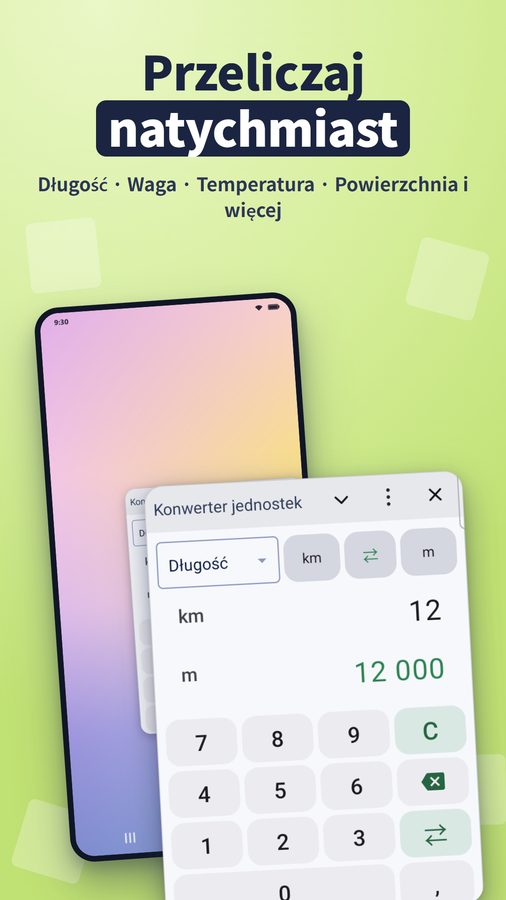 Przeliczaj
natychmiast
Długość · Waga · Temperatura · Powierzchnia i
więcej
9:30
Kon
D
Konwerter jednostek
Długość km m
km 12
m 12 000
7 8 9 C
4 5 6
1 2 3
0 ,